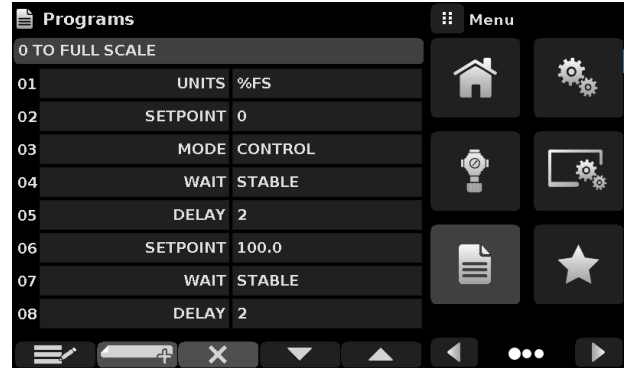 Programs
Menu
0 TO FULL SCALE
01 UNITS %FS
02 SETPOINT 0
03 MODE CONTROL
04 WAIT STABLE
05 DELAY 2
06 SETPOINT 100.0
07 WAIT STABLE
08 DELAY 2